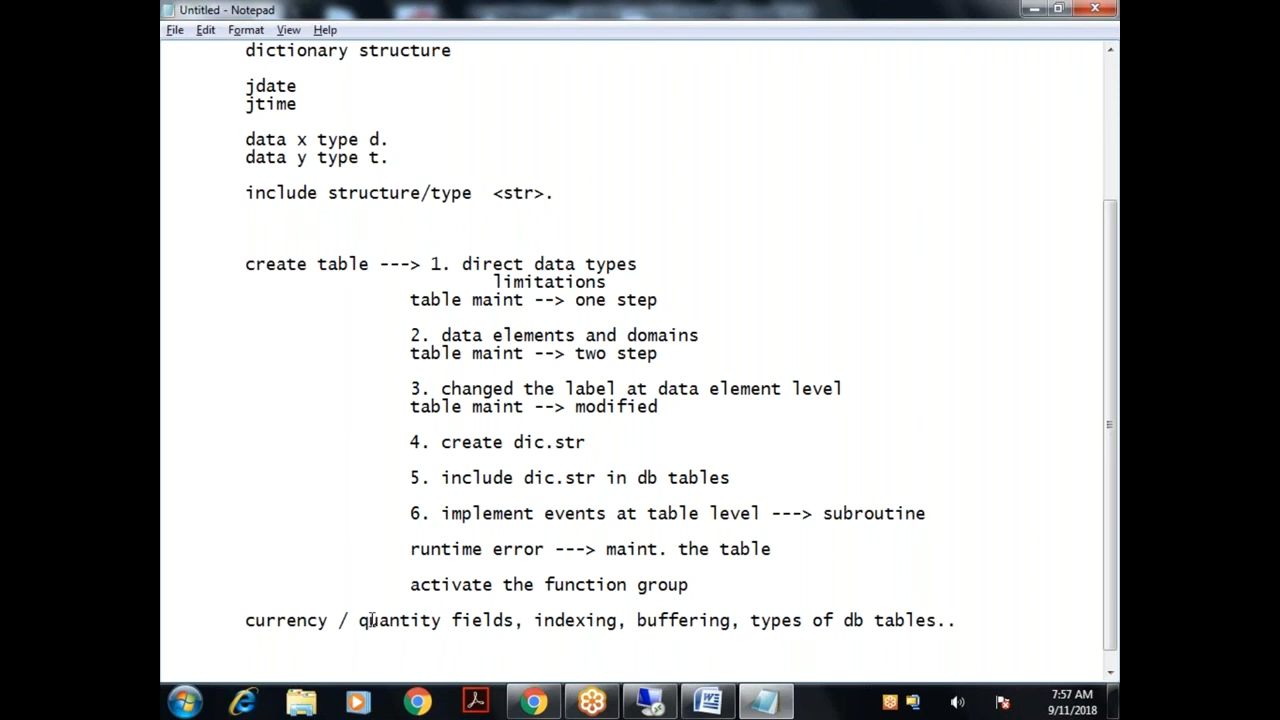 Untitled - Notepad
File Edit Format View Help
dictionary structure
jdate
jtime
data x type d.
data y type t.
include structure/type <str>.
create table ---> 1. direct data types
limitations
table maint --> one step
2. data elements and domains
table maint --> two step
3. changed the label at data element level
table maint --> modified
4. create dic.str
5. include dic.str in db tables
6. implement events at table level ---> subroutine
runtime error ---> maint. the table
activate the function group
currency / quantity fields, indexing, buffering, types of db tables..
7:57 AM
9/11/2018